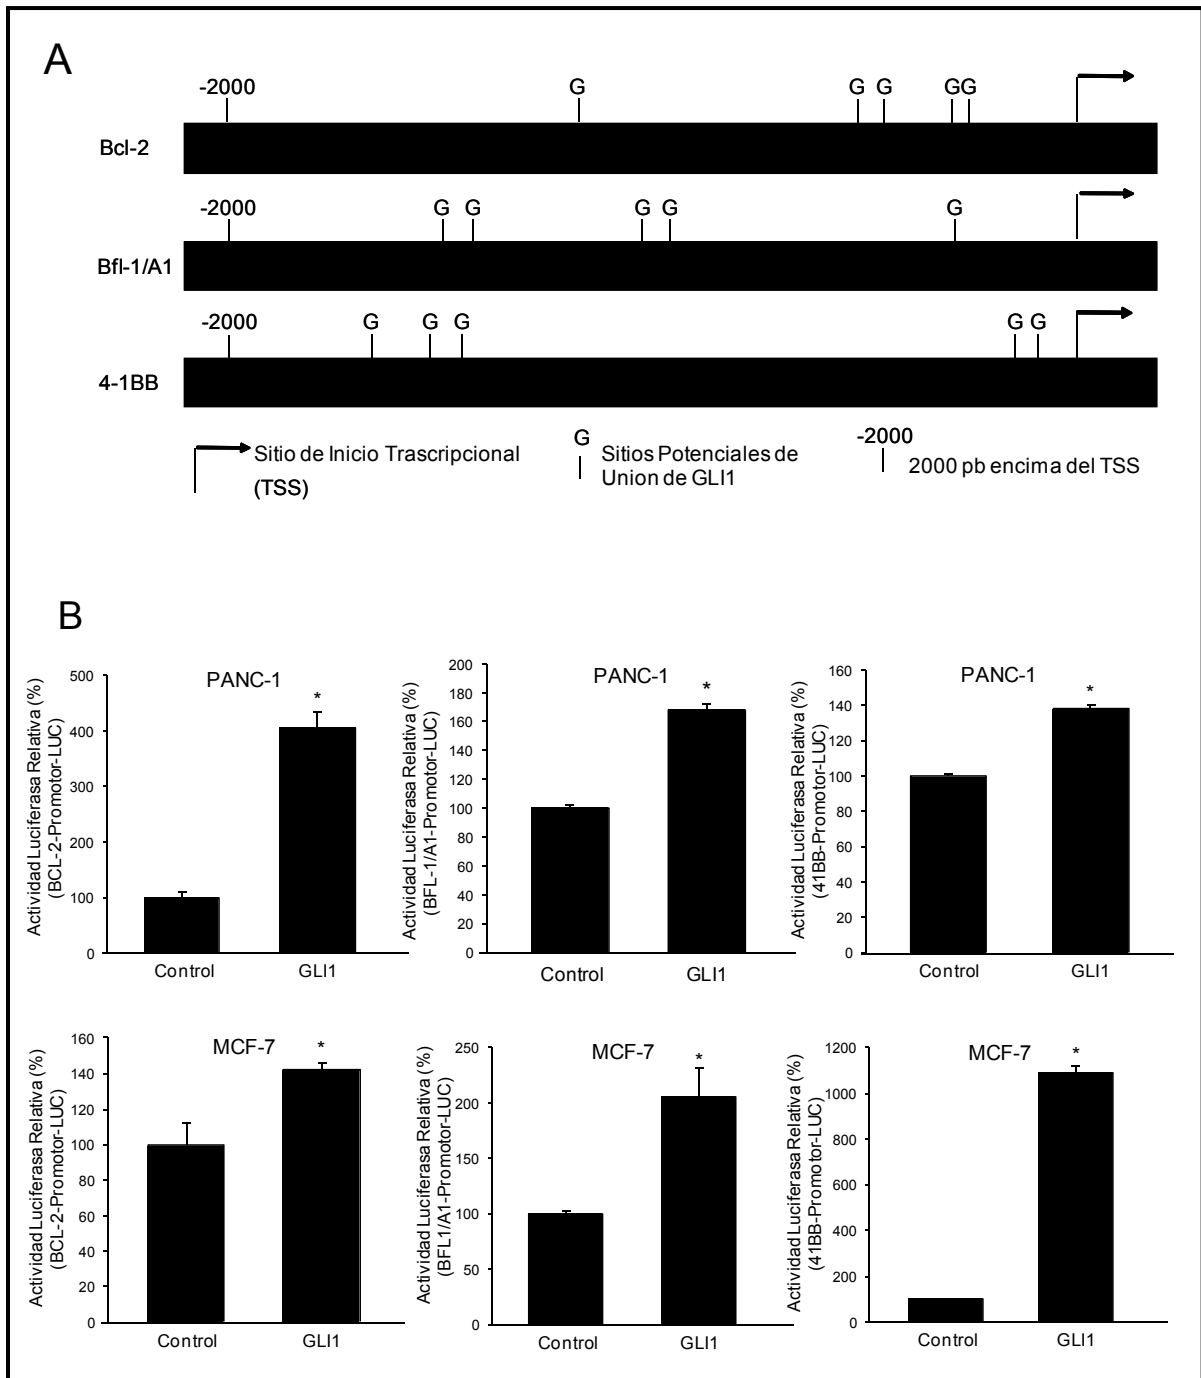 A
-2000 G G G G G
Bcl-2
-2000 G G G G G
Bfl-1/A1
-2000 G G G G G
4-1BB
Sitio de Inicio Trascripcional
(TSS)
G
Sitios Potenciales de
Union de GLI1
-2000
2000 pb encima del TSS
B
PANC-1
*
Actividad Luciferasa Relativa (%)
(BCL-2-Promotor-LUC)
500
400
300
200
100
0
Control GLI1
PANC-1
*
Actividad Luciferasa Relativa (%)
(BFL-1/A1-Promotor-LUC)
200
180
160
140
120
100
80
60
40
20
0
Control GLI1
PANC-1
*
Actividad Luciferasa Relativa (%)
(41BB-Promotor-LUC)
160
140
120
100
80
60
40
20
0
Control GLI1
MCF-7
*
Actividad Luciferasa Relativa (%)
(BCL-2-Promotor-LUC)
160
140
120
100
80
60
40
20
0
Control GLI1
MCF-7
*
Actividad Luciferasa Relativa (%)
(BFL1/A1-Promotor-LUC)
250
200
150
100
50
0
Control GLI1
MCF-7
*
Actividad Luciferasa Relativa (%)
(41BB-Promotor-LUC)
1200
1000
800
600
400
200
0
Control GLI1